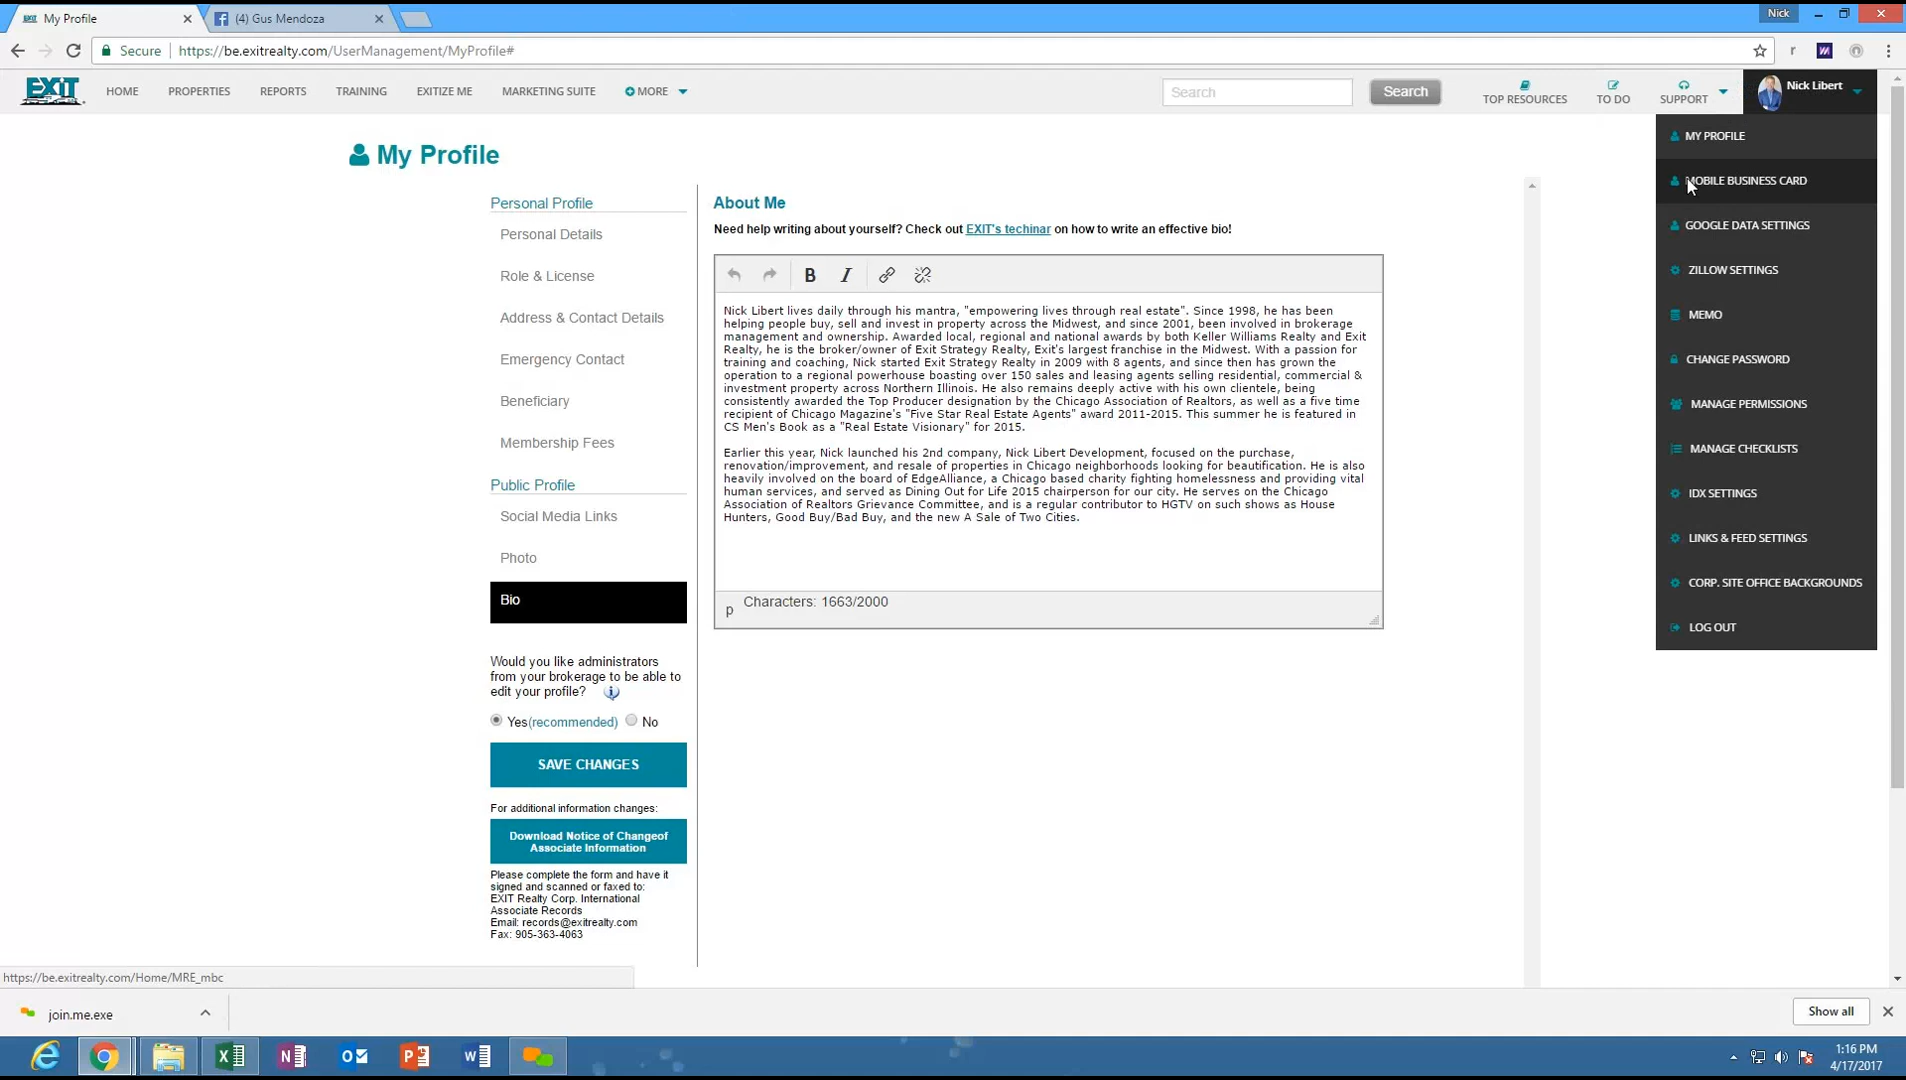 My Profile
(4) Gus Mendoza
Nick
Secure
https://be.exitrealty.com/UserManagement/MyProfile#
EXIT
HOME
PROPERTIES
REPORTS
TRAINING
EXITIZE ME
MARKETING SUITE
MORE
Search
Search
TOP RESOURCES
TO DO
SUPPORT
Nick Libert
My Profile
Personal Profile
Personal Details
Role & License
Address & Contact Details
Emergency Contact
Beneficiary
Membership Fees
Public Profile
Social Media Links
Photo
Bio
Would you like administrators
from your brokerage to be able to
edit your profile?
Yes(recommended) No
SAVE CHANGES
For additional information changes:
Download Notice of Changeof
Associate Information
Please complete the form and have it
signed and scanned or faxed to:
EXIT Realty Corp. International
Associate Records
Email: records@exitrealty.com
Fax: 905-363-4063
About Me
Need help writing about yourself? Check out EXIT's techinar on how to write an effective bio!
B I
Nick Libert lives daily through his mantra, "empowering lives through real estate". Since 1998, he has been
helping people buy, sell and invest in property across the Midwest, and since 2001, been involved in brokerage
management and ownership. Awarded local, regional and national awards by both Keller Williams Realty and Exit
Realty, he is the broker/owner of Exit Strategy Realty, Exit's largest franchise in the Midwest. With a passion for
training and coaching, Nick started Exit Strategy Realty in 2009 with 8 agents, and since then has grown the
operation to a regional powerhouse boasting over 150 sales and leasing agents selling residential, commercial &
investment property across Northern Illinois. He also remains deeply active with his own clientele, being
consistently awarded the Top Producer designation by the Chicago Association of Realtors, as well as a five time
recipient of Chicago Magazine's "Five Star Real Estate Agents" award 2011-2015. This summer he is featured in
CS Men's Book as a "Real Estate Visionary" for 2015.
Earlier this year, Nick launched his 2nd company, Nick Libert Development, focused on the purchase,
renovation/improvement, and resale of properties in Chicago neighborhoods looking for beautification. He is also
heavily involved on the board of EdgeAlliance, a Chicago based charity fighting homelessness and providing vital
human services, and served as Dining Out for Life 2015 chairperson for our city. He serves on the Chicago
Association of Realtors Grievance Committee, and is a regular contributor to HGTV on such shows as House
Hunters, Good Buy/Bad Buy, and the new A Sale of Two Cities.
p
Characters: 1663/2000
MY PROFILE
MOBILE BUSINESS CARD
GOOGLE DATA SETTINGS
ZILLOW SETTINGS
MEMO
CHANGE PASSWORD
MANAGE PERMISSIONS
MANAGE CHECKLISTS
IDX SETTINGS
LINKS & FEED SETTINGS
CORP. SITE OFFICE BACKGROUNDS
LOG OUT
https://be.exitrealty.com/Home/MRE_mbc
join.me.exe
Show all
1:16 PM
4/17/2017